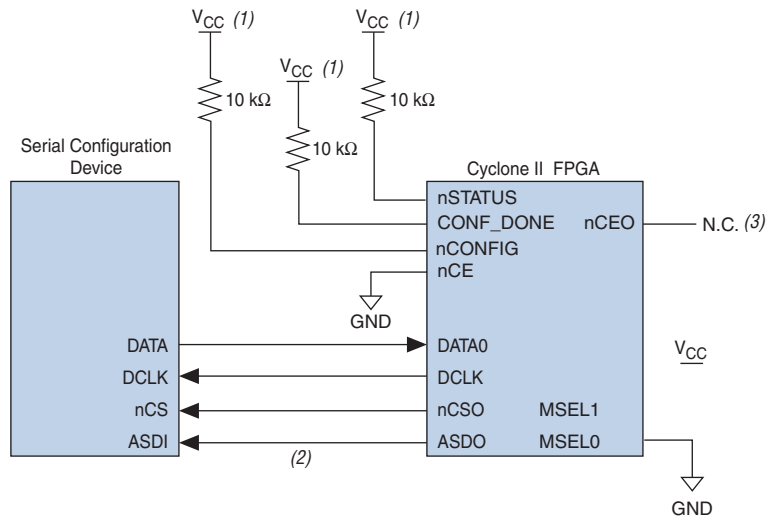 VCC (1)
VCC (1)
VCC (1)
10 kΩ
10 kΩ
10 kΩ
Serial Configuration
Device
Cyclone II FPGA
nSTATUS
CONF_DONE
nCEO
N.C. (3)
nCONFIG
nCE
GND
DATA
DATA0
VCC
DCLK
DCLK
nCS
nCSO
MSEL1
ASDI
(2)
ASDO
MSEL0
GND